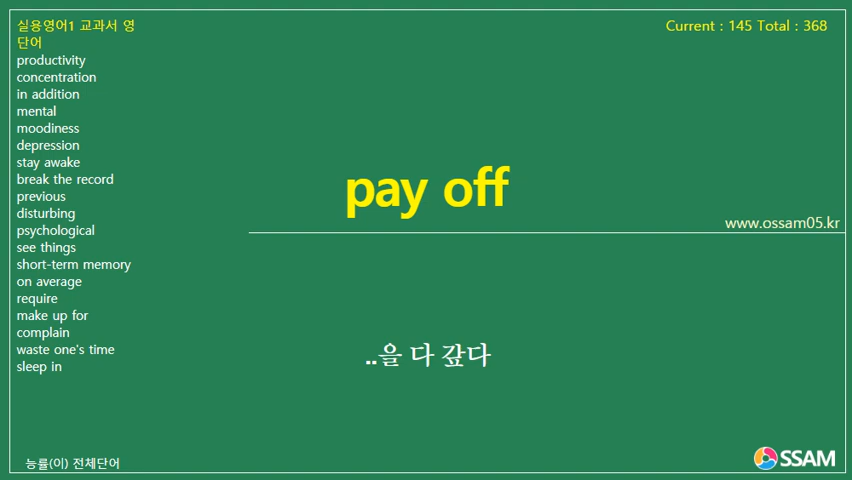 실용영어1 교과서 영
단어
Current : 145 Total : 368
productivity
concentration
in addition
mental
moodiness
depression
stay awake
break the record
previous
disturbing
psychological
see things
short-term memory
on average
require
make up for
complain
waste one's time
sleep in
pay off
www.ossam05.kr
..을 다 갚다
능률(이) 전체단어
OSSAM